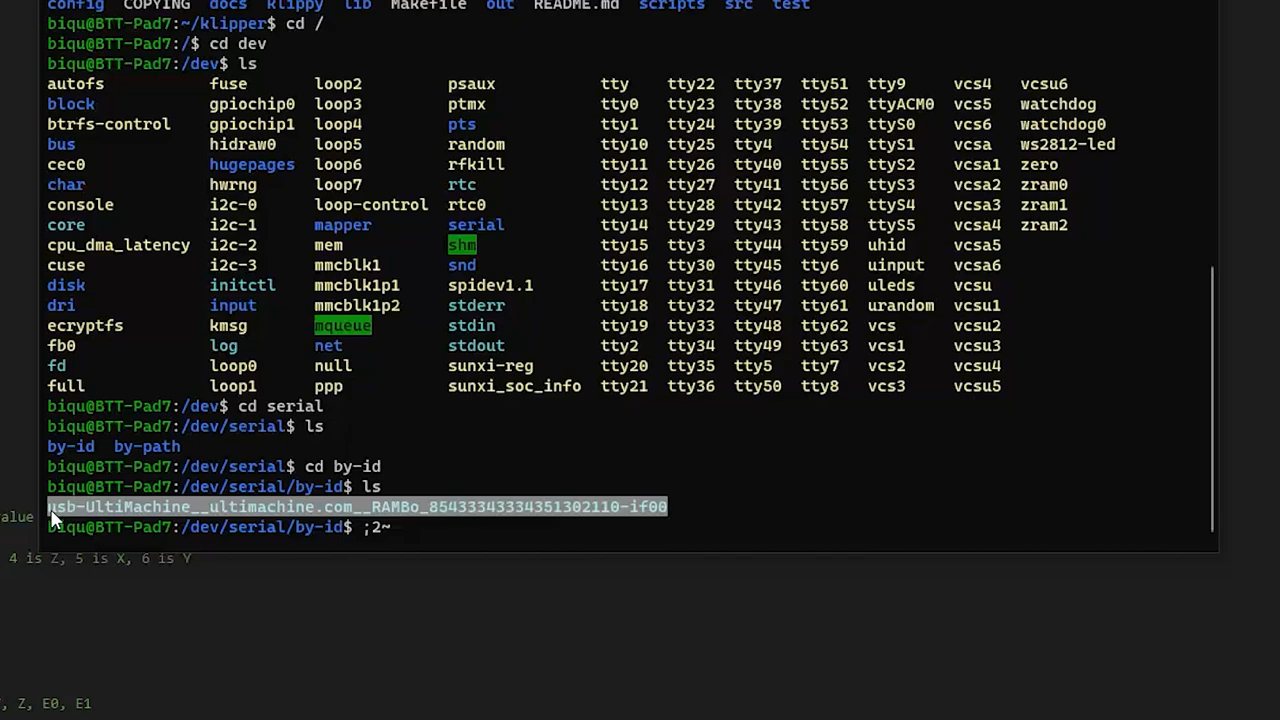 config COPYING docs klippy lib Makefile out README.md scripts src test
biqu@BTT-Pad7:~/klipper$ cd /
biqu@BTT-Pad7:/$ cd dev
biqu@BTT-Pad7:/dev$ ls
autofs fuse loop2 psaux tty tty22 tty37 tty51 tty9 vcs4 vcsu6
block gpiochip0 loop3 ptmx tty0 tty23 tty38 tty52 ttyACM0 vcs5 watchdog
btrfs-control gpiochip1 loop4 pts tty1 tty24 tty39 tty53 ttyS0 vcs6 watchdog0
bus hidraw0 loop5 random tty10 tty25 tty4 tty54 ttyS1 vcsa ws2812-led
cec0 hugepages loop6 rfkill tty11 tty26 tty40 tty55 ttyS2 vcsa1 zero
char hwrng loop7 rtc tty12 tty27 tty41 tty56 ttyS3 vcsa2 zram0
console i2c-0 loop-control rtc0 tty13 tty28 tty42 tty57 ttyS4 vcsa3 zram1
core i2c-1 mapper serial tty14 tty29 tty43 tty58 ttyS5 vcsa4 zram2
cpu_dma_latency i2c-2 mem shm tty15 tty3 tty44 tty59 uhid vcsa5
cuse i2c-3 mmcblk1 snd tty16 tty30 tty45 tty6 uinput vcsa6
disk initctl mmcblk1p1 spidev1.1 tty17 tty31 tty46 tty60 uleds vcsu
dri input mmcblk1p2 stderr tty18 tty32 tty47 tty61 urandom vcsu1
ecryptfs kmsg mqueue stdin tty19 tty33 tty48 tty62 vcs vcsu2
fb0 log net stdout tty2 tty34 tty49 tty63 vcs1 vcsu3
fd loop0 null sunxi-reg tty20 tty35 tty5 tty7 vcs2 vcsu4
full loop1 ppp sunxi_soc_info tty21 tty36 tty50 tty8 vcs3 vcsu5
biqu@BTT-Pad7:/dev$ cd serial
biqu@BTT-Pad7:/dev/serial$ ls
by-id by-path
biqu@BTT-Pad7:/dev/serial$ cd by-id
biqu@BTT-Pad7:/dev/serial/by-id$ ls
usb-UltiMachine__ultimachine.com__RAMBo_85433343334351302110-if00
value
biqu@BTT-Pad7:/dev/serial/by-id$ ;2~
4 is Z, 5 is X, 6 is Y
, Z, E0, E1